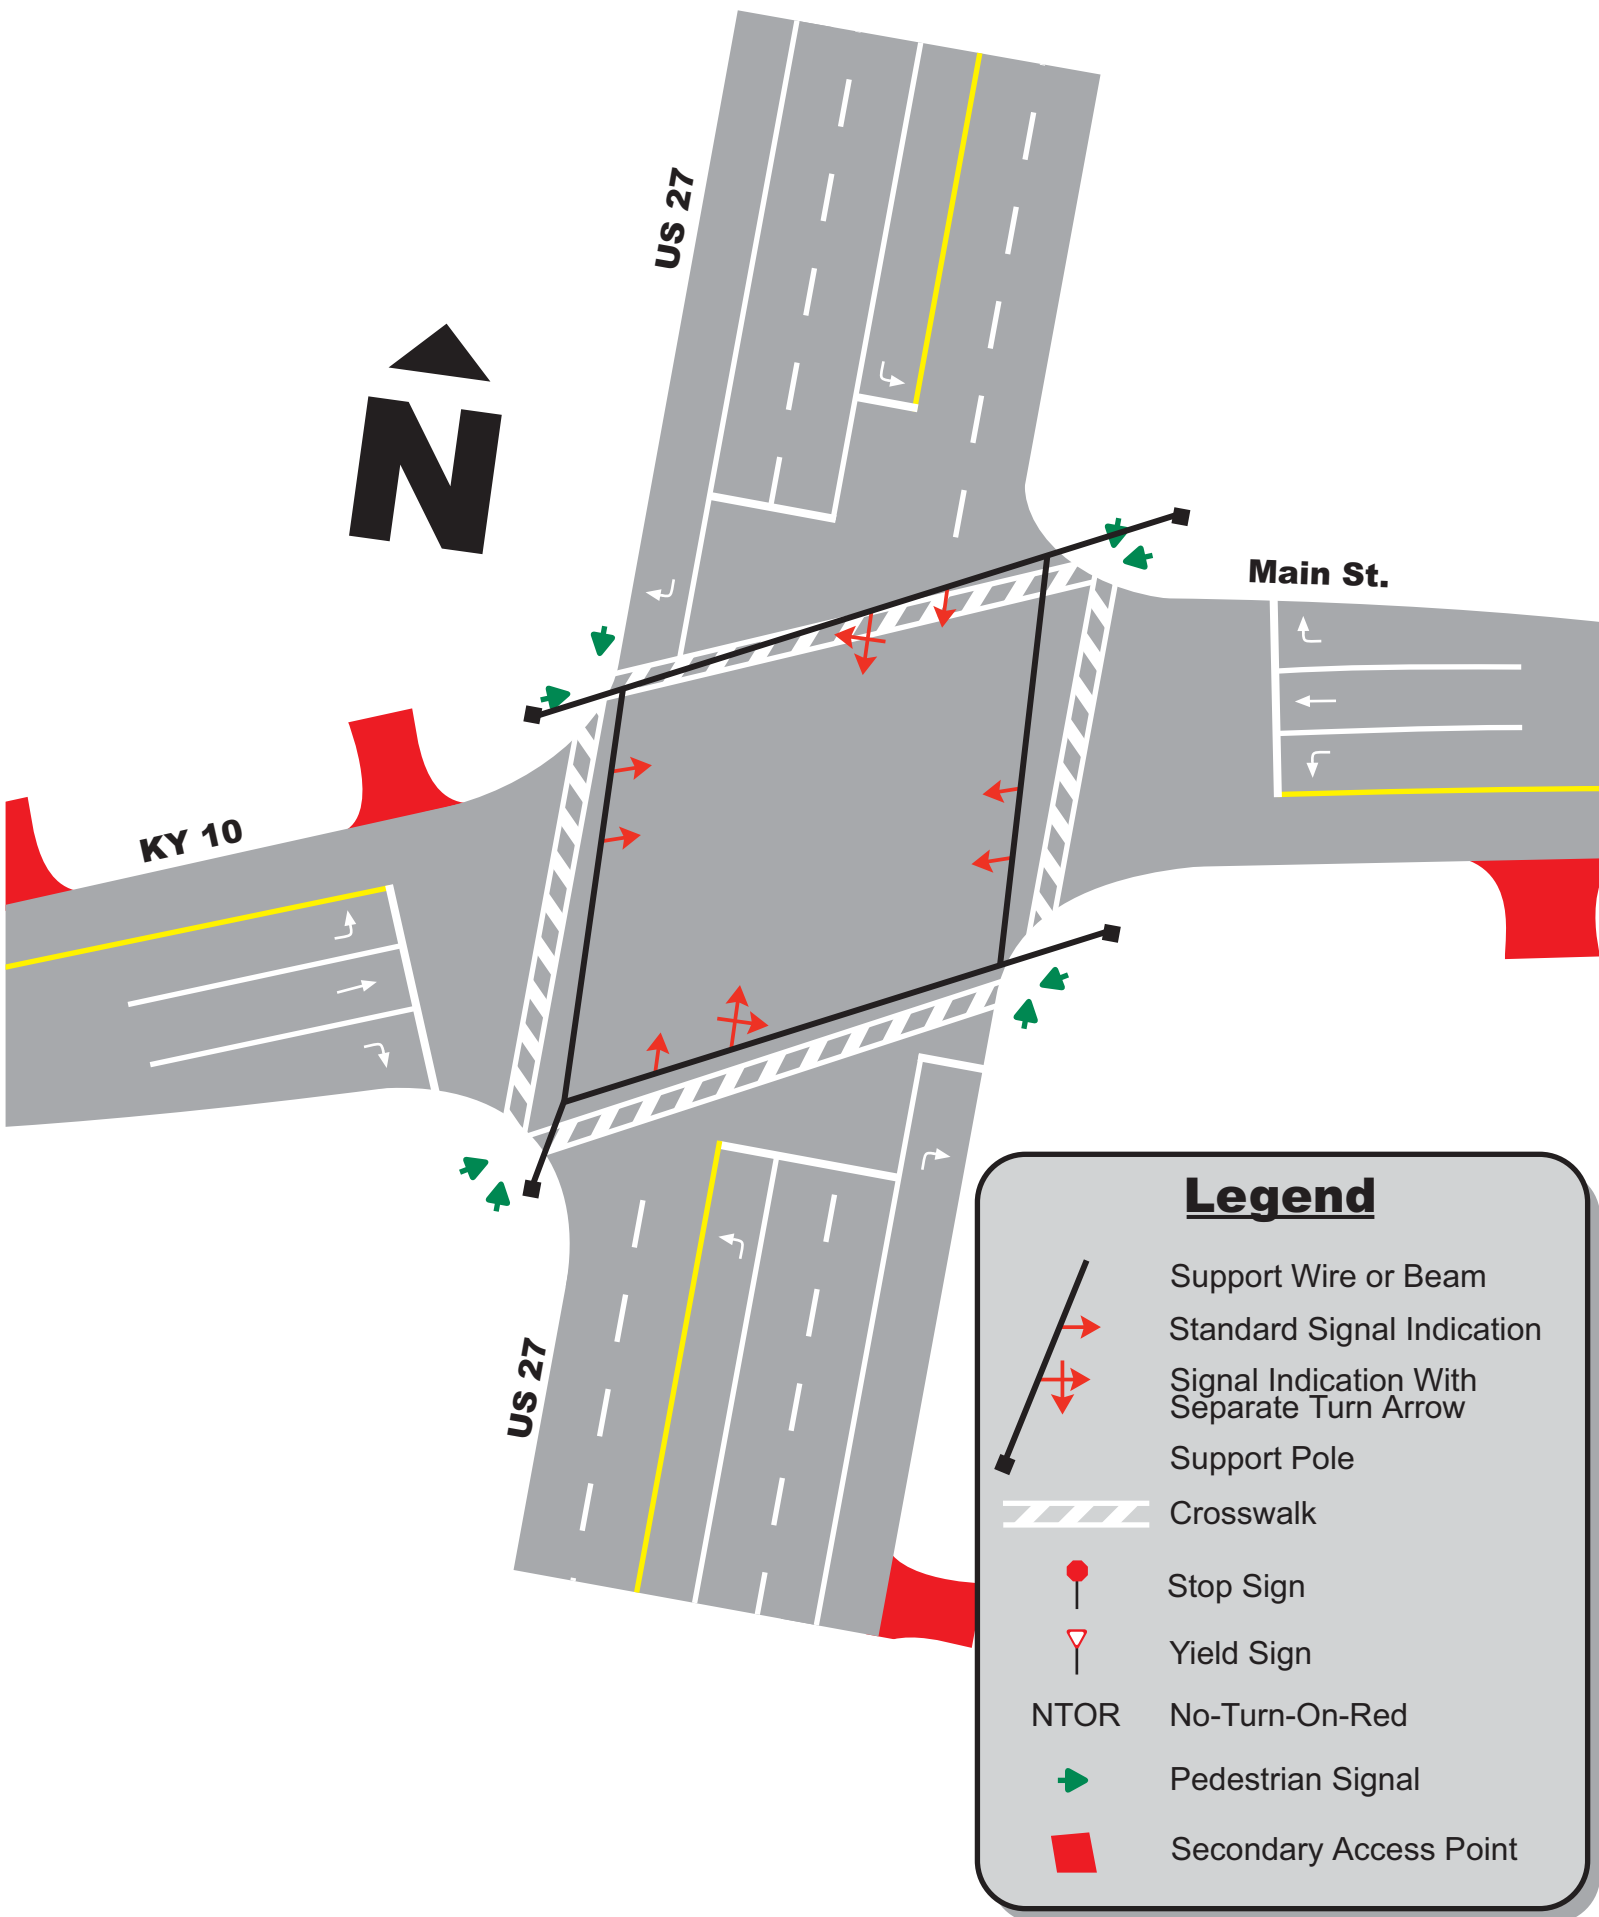 US 27
N
Main St.
KY 10
US 27
Legend
Support Wire or Beam
Standard Signal Indication
Signal Indication With
Separate Turn Arrow
Support Pole
Crosswalk
Stop Sign
Yield Sign
NTOR No-Turn-On-Red
Pedestrian Signal
Secondary Access Point